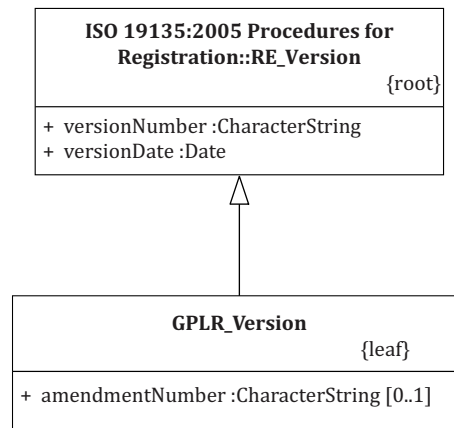 ISO 19135:2005 Procedures for
Registration::RE_Version
{root}
+ versionNumber :CharacterString
+ versionDate :Date
GPLR_Version
{leaf}
+ amendmentNumber :CharacterString [0..1]